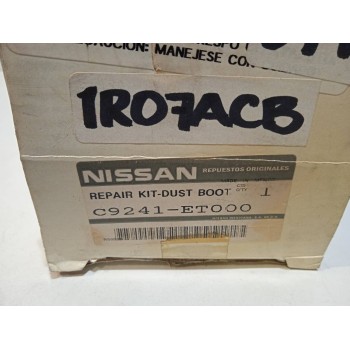 MANEJESE CON
1R07ACB
NISSAN REPUESTOS ORIGINALES
REPAIR KIT-DUST BOOT 1
C9241-ET000